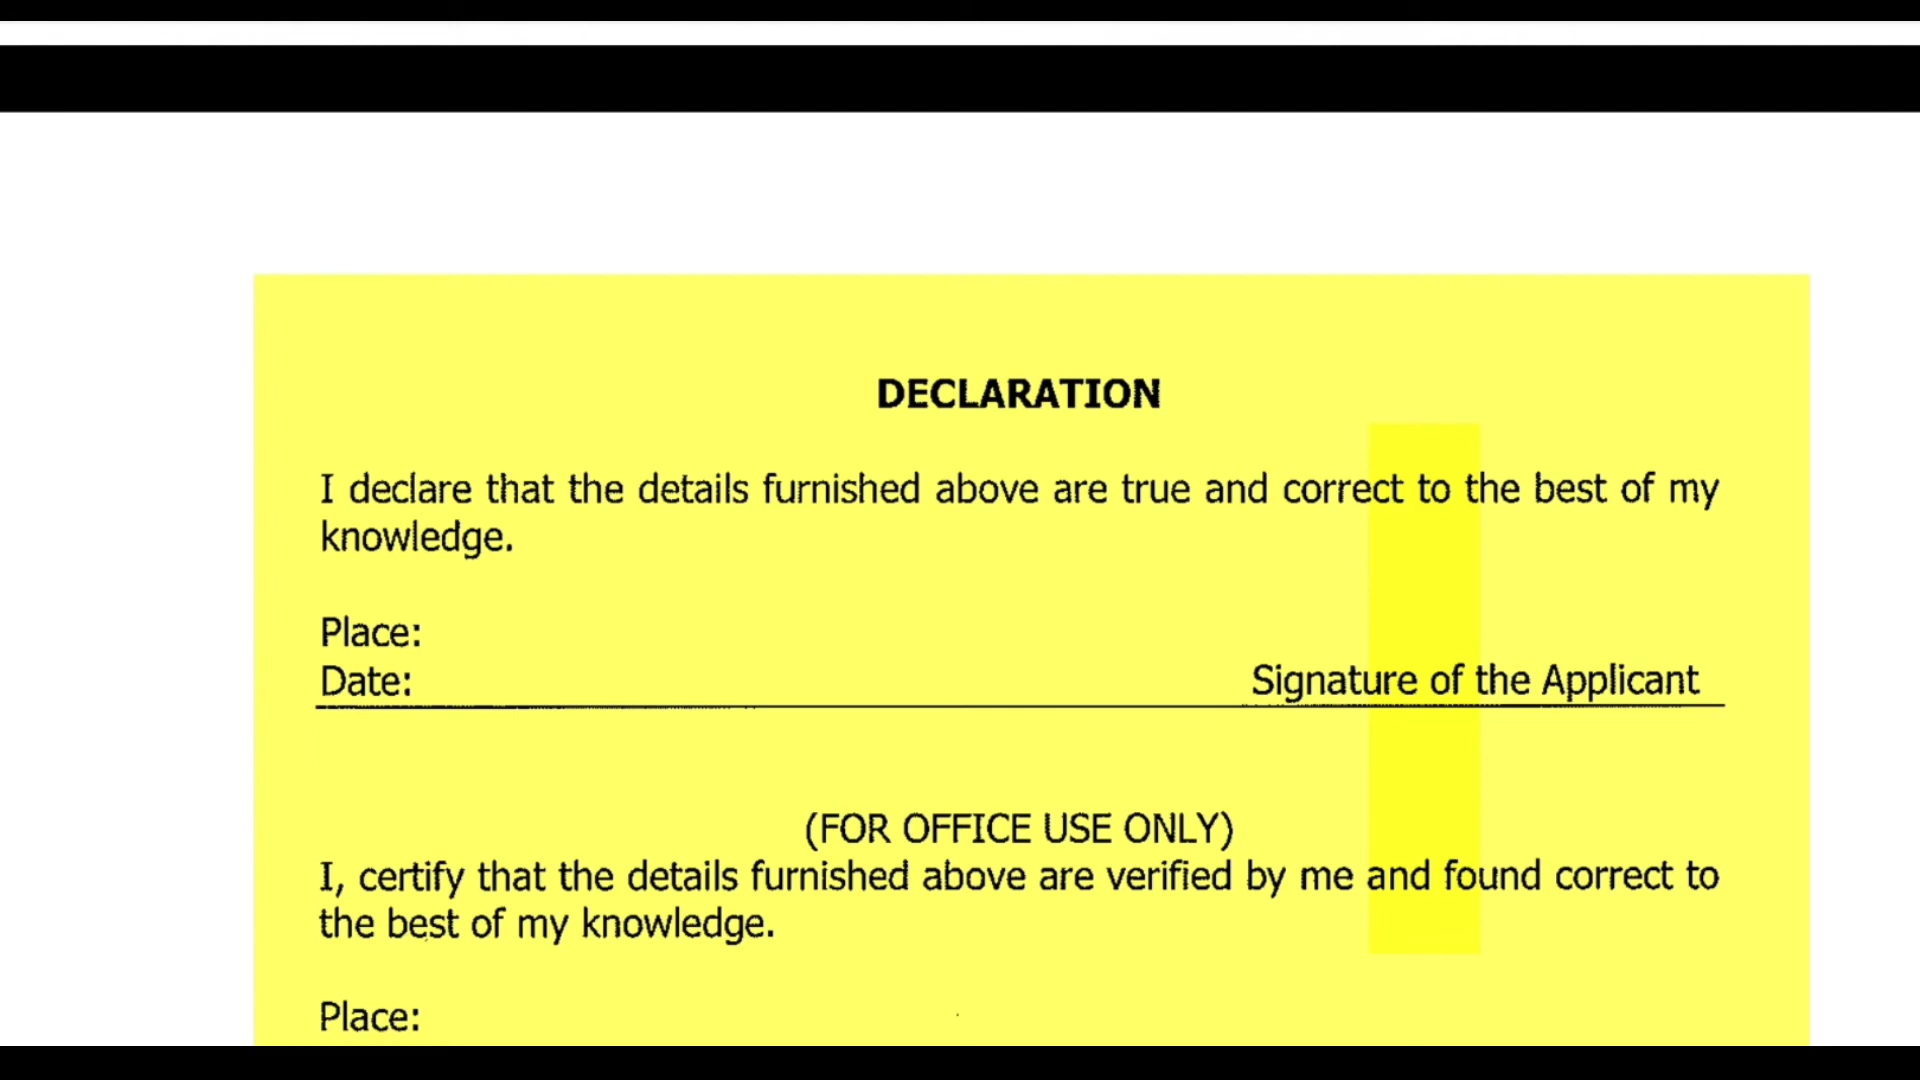 DECLARATION
I declare that the details furnished above are true and correct to the best of my
knowledge.
Place:
Date:
Signature of the Applicant
(FOR OFFICE USE ONLY)
I, certify that the details furnished above are verified by me and found correct to
the best of my knowledge.
Place: